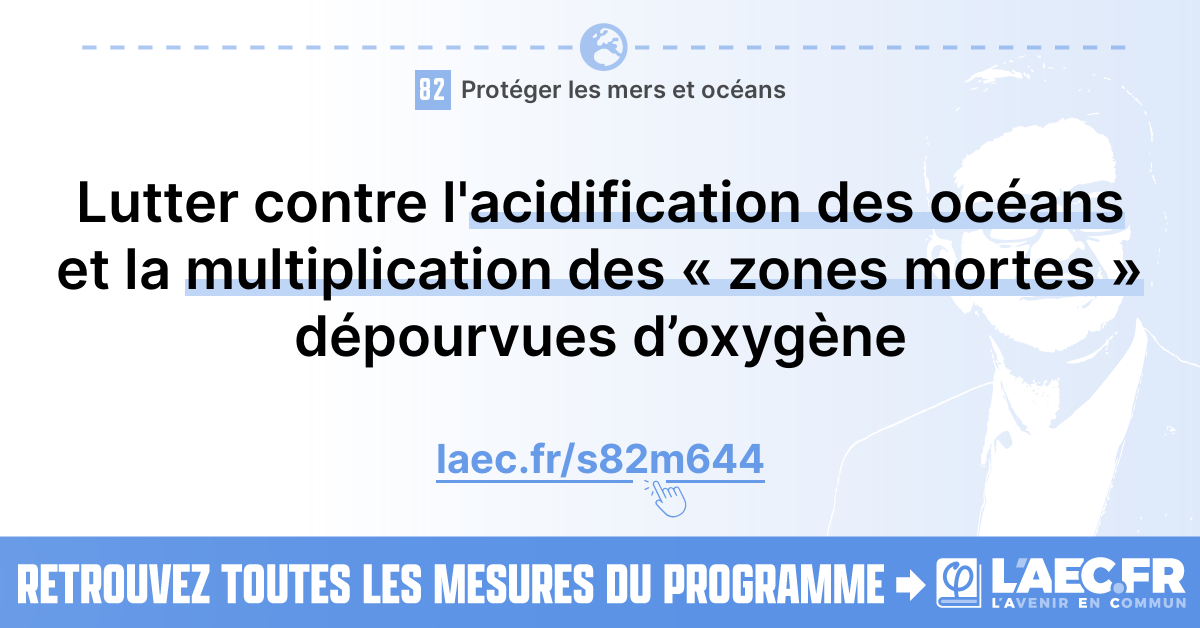 82 Protéger les mers et océans
Lutter contre l'acidification des océans
et la multiplication des « zones mortes »
dépourvues d’oxygène
laec.fr/s82m644
RETROUVEZ TOUTES LES MESURES DU PROGRAMME
L'AEC.FR
L'AVENIR EN COMMUN